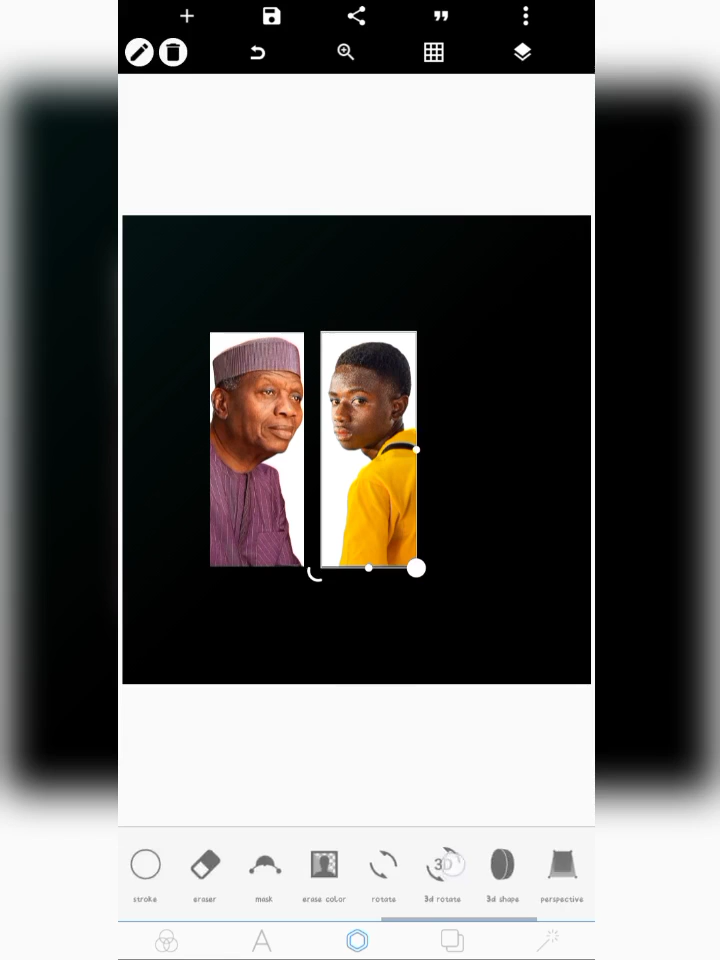 stroke
eraser
mask
erase color
rotate
3d rotate
3d shape
perspective